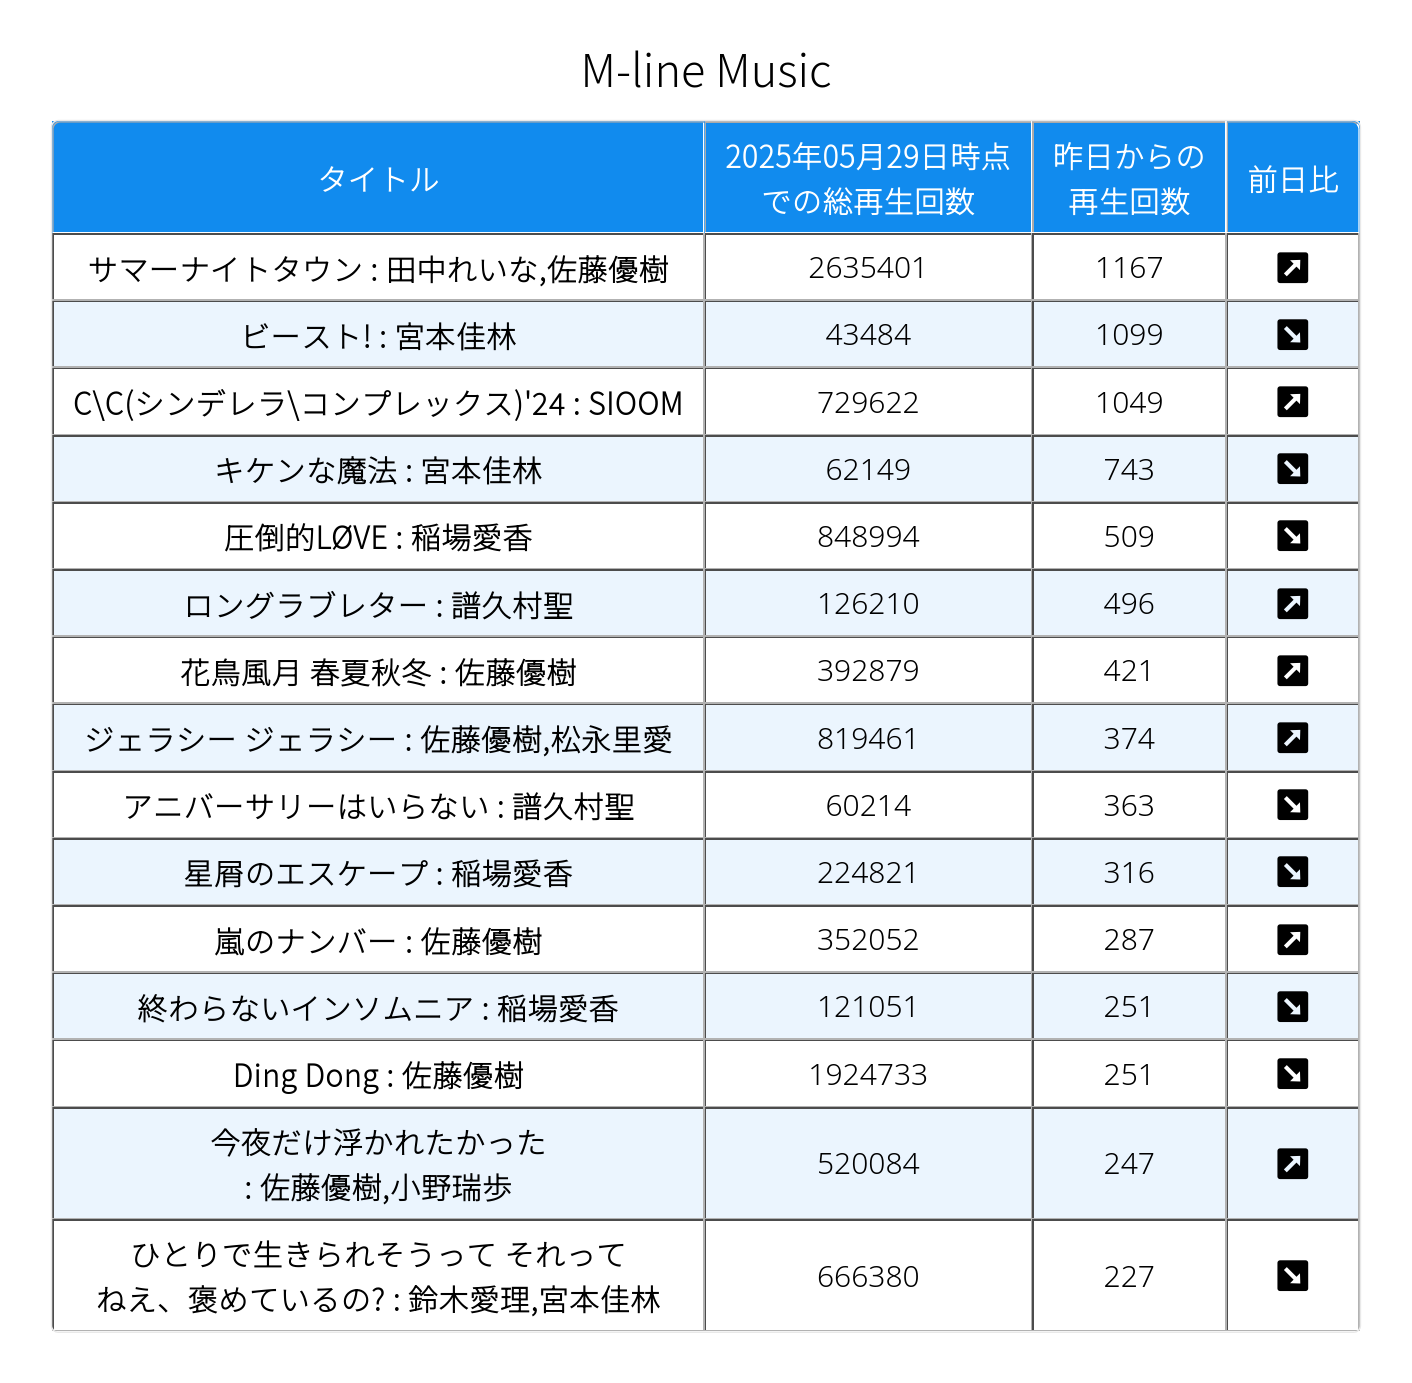 M-line Music
タイトル
2025年05月29日時点
での総再生回数
昨日からの
再生回数
前日比
サマーナイトタウン : 田中れいな,佐藤優樹 2635401 1167
ビースト! : 宮本佳林 43484 1099
C\C(シンデレラ\コンプレックス)'24 : SIOOM 729622 1049
キケンな魔法 : 宮本佳林 62149 743
圧倒的LØVE : 稲場愛香 848994 509
ロングラブレター : 譜久村聖 126210 496
花鳥風月 春夏秋冬 : 佐藤優樹 392879 421
ジェラシー ジェラシー : 佐藤優樹,松永里愛 819461 374
アニバーサリーはいらない : 譜久村聖 60214 363
星屑のエスケープ : 稲場愛香 224821 316
嵐のナンバー : 佐藤優樹 352052 287
終わらないインソムニア : 稲場愛香 121051 251
Ding Dong : 佐藤優樹 1924733 251
今夜だけ浮かれたかった
: 佐藤優樹,小野瑞歩 520084 247
ひとりで生きられそうって それって
ねえ、褒めているの? : 鈴木愛理,宮本佳林 666380 227